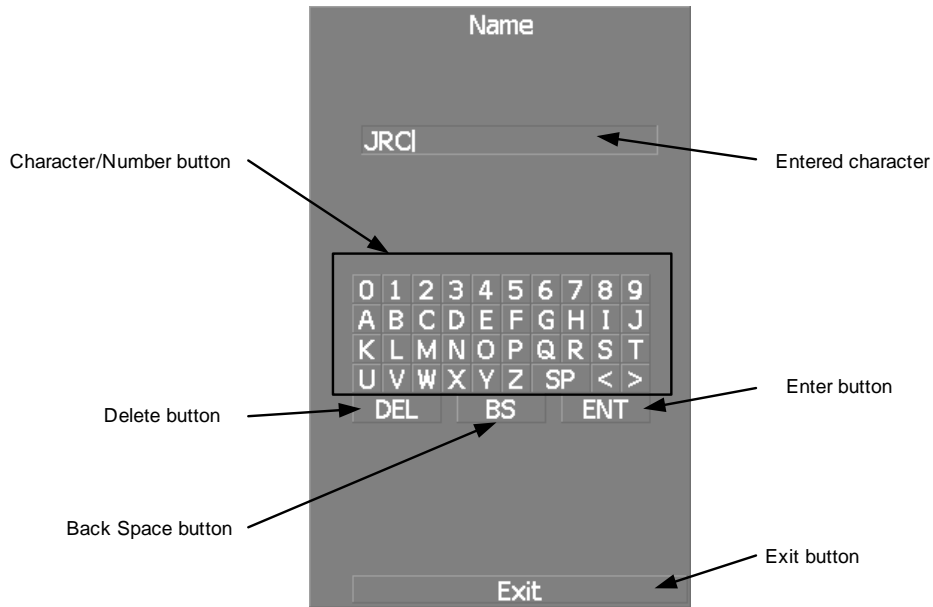 Name
JRC
Character/Number button
Entered character
0 1 2 3 4 5 6 7 8 9
A B C D E F G H I J
K L M N O P Q R S T
U V W X Y Z SP < >
Enter button
DEL BS ENT
Delete button
Back Space button
Exit button
Exit